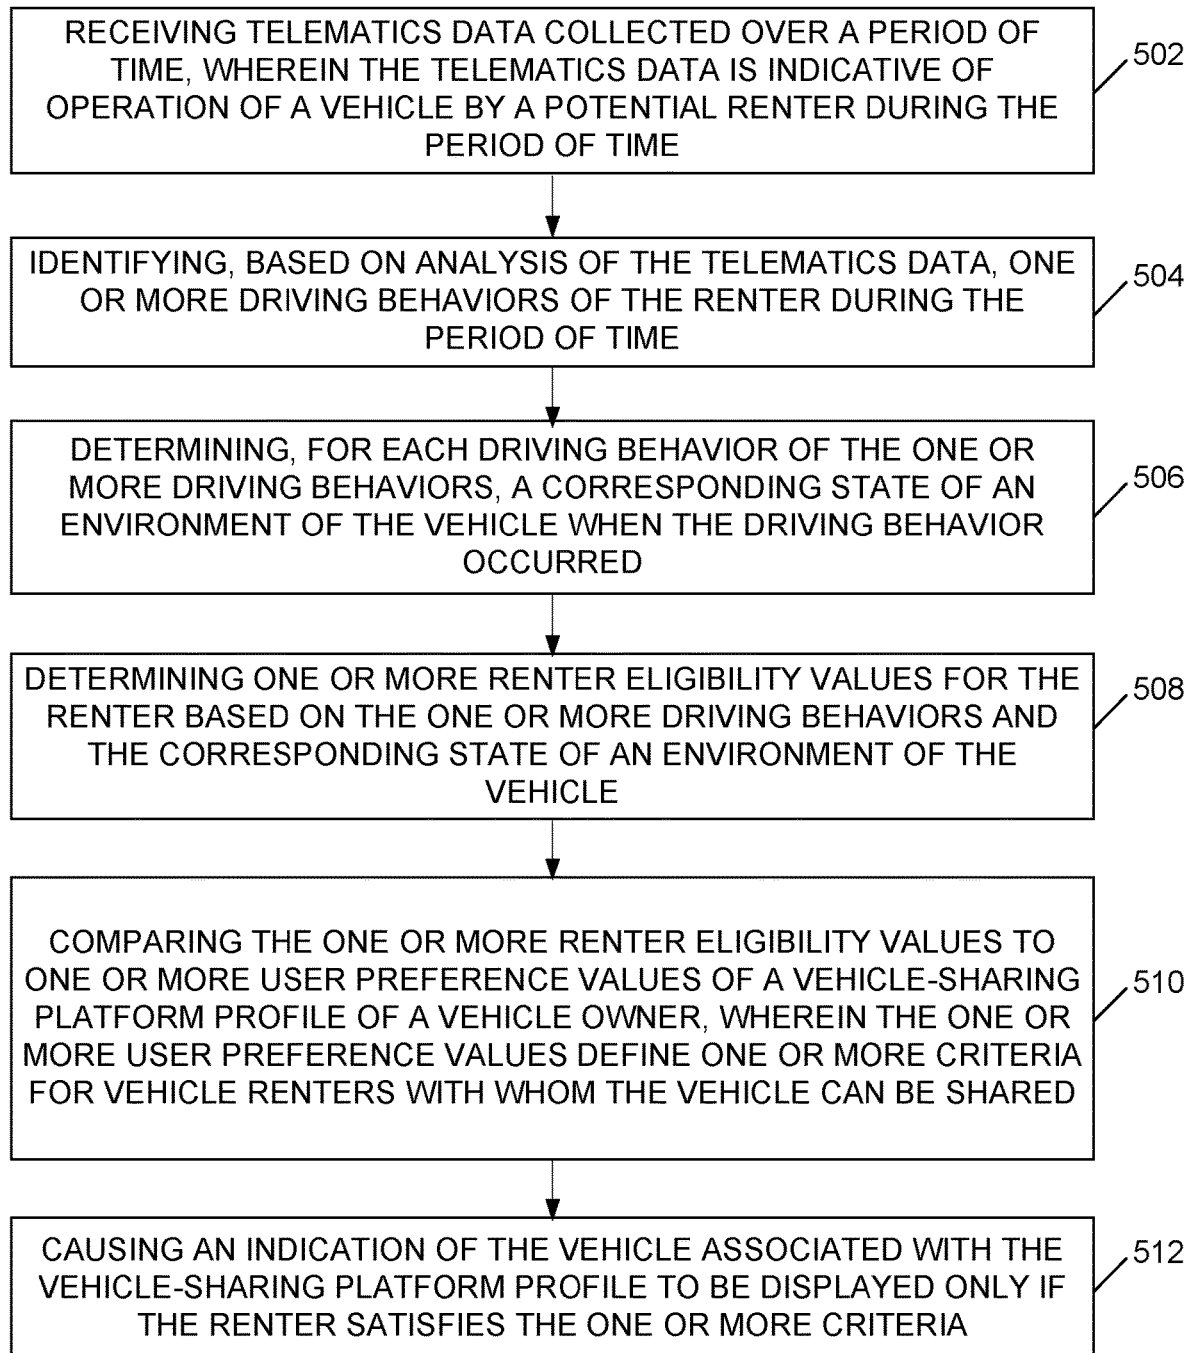 RECEIVING TELEMATICS DATA COLLECTED OVER A PERIOD OF
TIME, WHEREIN THE TELEMATICS DATA IS INDICATIVE OF
OPERATION OF A VEHICLE BY A POTENTIAL RENTER DURING THE
PERIOD OF TIME
502
IDENTIFYING, BASED ON ANALYSIS OF THE TELEMATICS DATA, ONE
OR MORE DRIVING BEHAVIORS OF THE RENTER DURING THE
PERIOD OF TIME
504
DETERMINING, FOR EACH DRIVING BEHAVIOR OF THE ONE OR
MORE DRIVING BEHAVIORS, A CORRESPONDING STATE OF AN
ENVIRONMENT OF THE VEHICLE WHEN THE DRIVING BEHAVIOR
OCCURRED
506
DETERMINING ONE OR MORE RENTER ELIGIBILITY VALUES FOR THE
RENTER BASED ON THE ONE OR MORE DRIVING BEHAVIORS AND
THE CORRESPONDING STATE OF AN ENVIRONMENT OF THE
VEHICLE
508
COMPARING THE ONE OR MORE RENTER ELIGIBILITY VALUES TO
ONE OR MORE USER PREFERENCE VALUES OF A VEHICLE-SHARING
PLATFORM PROFILE OF A VEHICLE OWNER, WHEREIN THE ONE OR
MORE USER PREFERENCE VALUES DEFINE ONE OR MORE CRITERIA
FOR VEHICLE RENTERS WITH WHOM THE VEHICLE CAN BE SHARED
510
CAUSING AN INDICATION OF THE VEHICLE ASSOCIATED WITH THE
VEHICLE-SHARING PLATFORM PROFILE TO BE DISPLAYED ONLY IF
THE RENTER SATISFIES THE ONE OR MORE CRITERIA
512